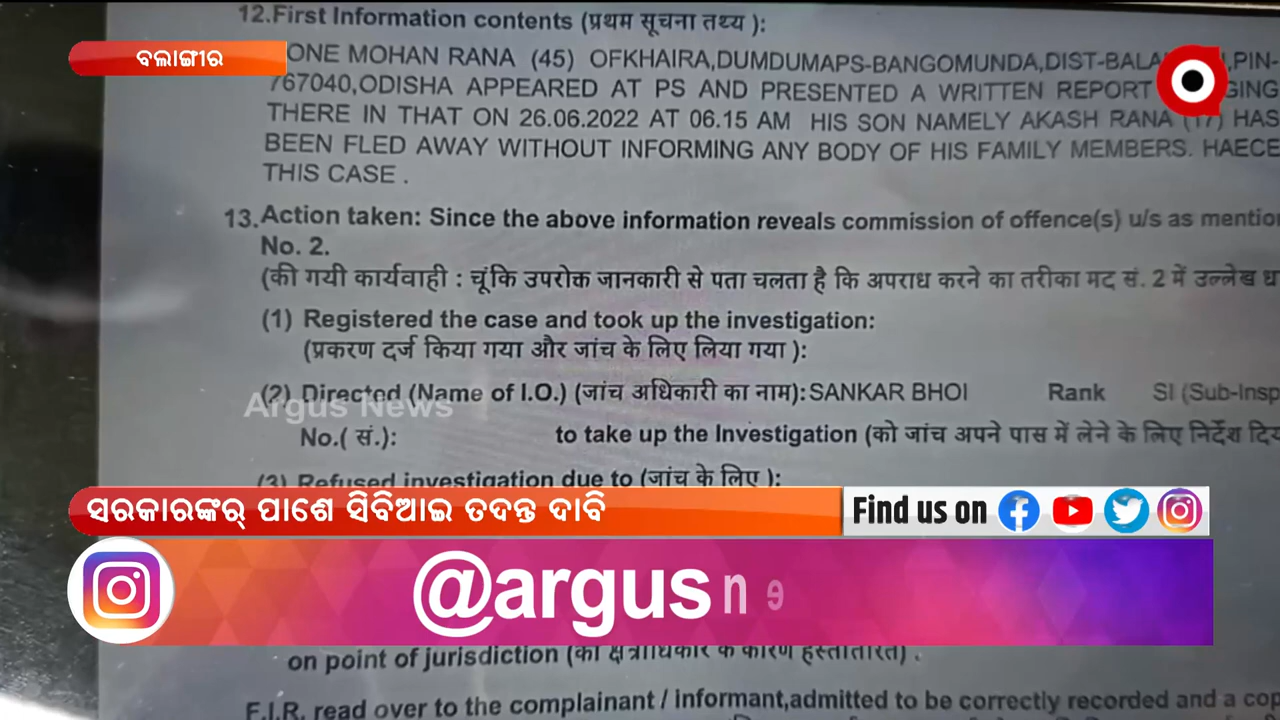 12.First Information contents (प्रथम सूचना तथ्य ):
ବଲାଙ୍ଗୀର
ONE MOHAN RANA (45) OFKHAIRA,DUMDUMAPS-BANGOMUNDA,DIST-BALA ,PIN-
767040,ODISHA APPEARED AT PS AND PRESENTED A WRITTEN REPORT GING
THERE IN THAT ON 26.06.2022 AT 06.15 AM HIS SON NAMELY AKASH RANA (17) HAS
BEEN FLED AWAY WITHOUT INFORMING ANY BODY OF HIS FAMILY MEMBERS. HAECE
THIS CASE .
13.Action taken: Since the above information reveals commission of offence(s) u/s as mentio
No. 2.
(की गयी कार्यवाही : चूंकि उपरोक्त जानकारी से पता चलता है कि अपराध करने का तरीका मद सं. 2 में उल्लेख ध
(1) Registered the case and took up the investigation:
(प्रकरण दर्ज किया गया और जांच के लिए लिया गया ):
(2) Directed (Name of I.O.) (जांच अधिकारी का नाम): SANKAR BHOI Rank SI (Sub-Insp
Argus News
No.( सं.): to take up the Investigation (को जांच अपने पास में लेने के लिए निर्देश दिय
(3) Refused investigation due to (जांच के लिए ):
ସରକାରଙ୍କର୍ ପାଶେ ସିବିଆଇ ତଦନ୍ତ ଦାବି
Find us on
@argus n e
on point of jurisdiction (को क्षेत्राधिकार के कारण हस्तांतरित) .
F.I.R. read over to the complainant / informant,admitted to be correctly recorded and a cop